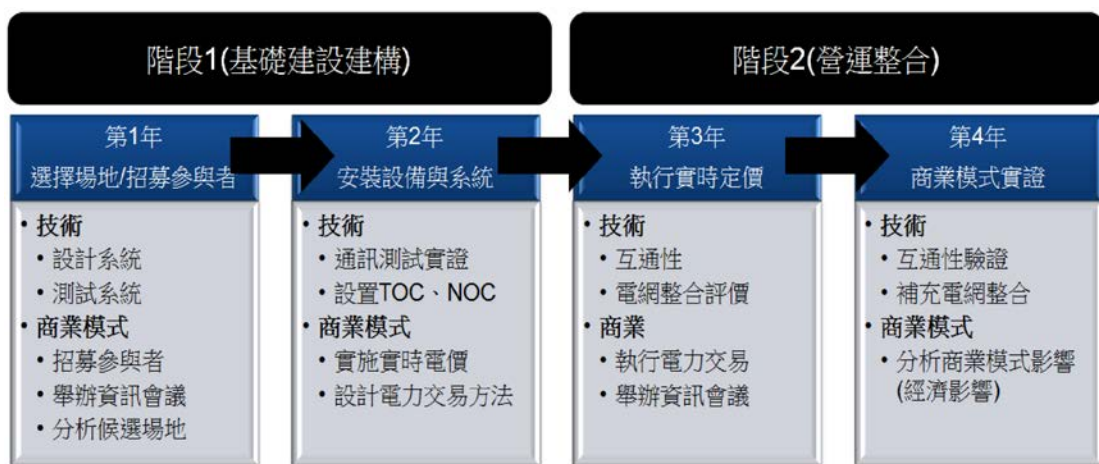 階段1(基礎建設建構)
階段2(營運整合)
第1年
選擇場地/招募參與者
• 技術
• 設計系統
• 測試系統
• 商業模式
• 招募參與者
• 舉辦資訊會議
• 分析候選場地
第2年
安裝設備與系統
• 技術
• 通訊測試實證
• 設置TOC、NOC
• 商業模式
• 實施實時電價
• 設計電力交易方法
第3年
執行實時定價
• 技術
• 互通性
• 電網整合評價
• 商業
• 執行電力交易
• 舉辦資訊會議
第4年
商業模式實證
• 技術
• 互通性驗證
• 補充電網整合
• 商業模式
• 分析商業模式影響
(經濟影響)